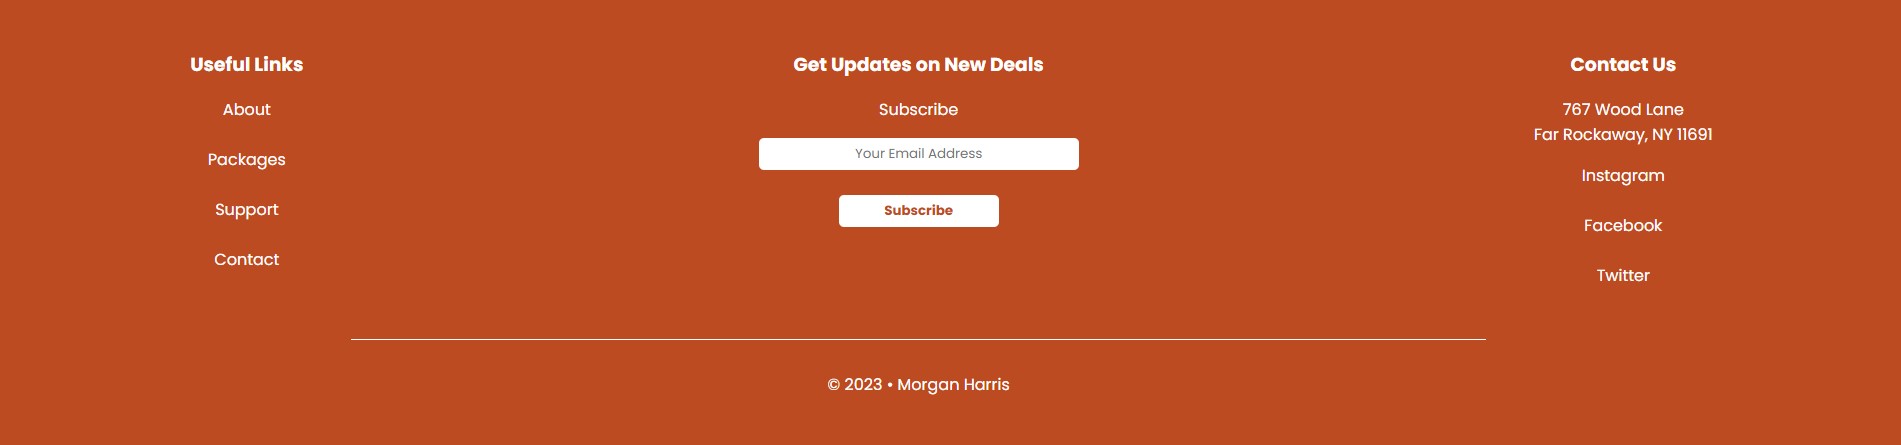 Useful Links
About
Packages
Support
Contact
Get Updates on New Deals
Subscribe
Your Email Address
Subscribe
Contact Us
767 Wood Lane
Far Rockaway, NY 11691
Instagram
Facebook
Twitter
© 2023 • Morgan Harris